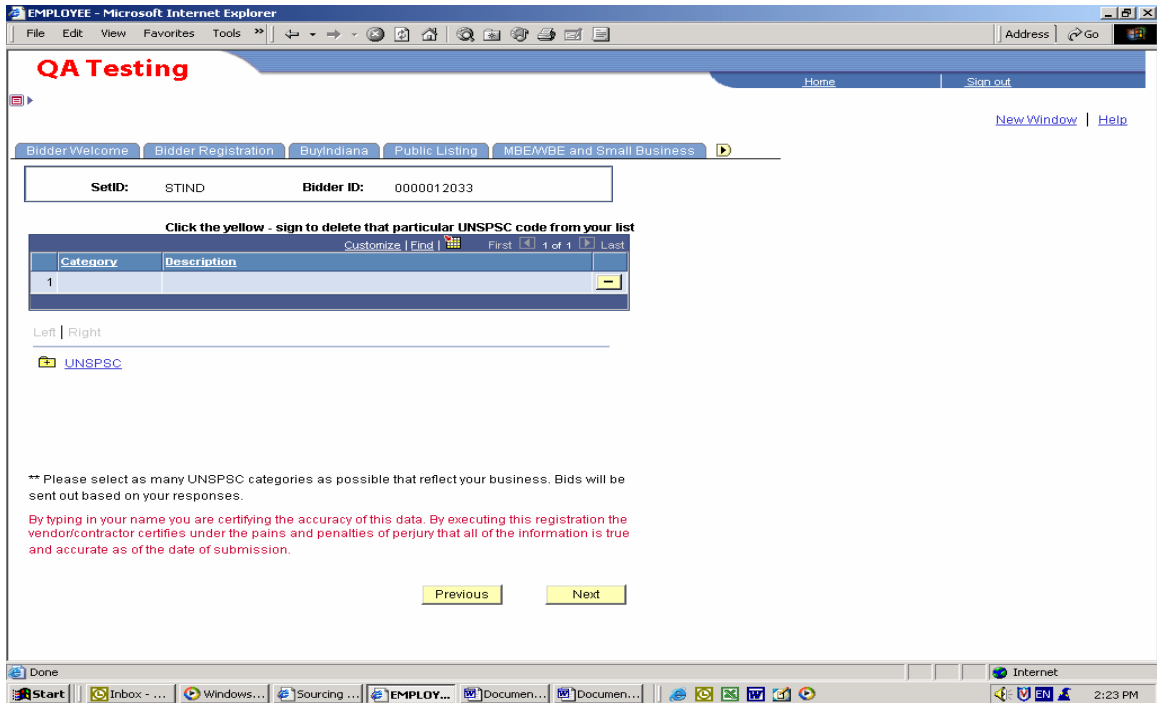 EMPLOYEE - Microsoft Internet Explorer
File Edit View Favorites Tools » Address Go
QA Testing
Home Sign out
New Window | Help
Bidder Welcome Bidder Registration BuyIndiana Public Listing MBE/WBE and Small Business
SetID: STIND Bidder ID: 0000012033
Click the yellow - sign to delete that particular UNSPSC code from your list
Customize | Find | First 1 of 1 Last
Category Description
1
Left | Right
UNSPSC
** Please select as many UNSPSC categories as possible that reflect your business. Bids will be
sent out based on your responses.
By typing in your name you are certifying the accuracy of this data. By executing this registration the
vendor/contractor certifies under the pains and penalties of perjury that all of the information is true
and accurate as of the date of submission.
Previous Next
Done Internet
Start Inbox - ... Windows... Sourcing ... EMPLOY... Documen... Documen... EN 2:23 PM